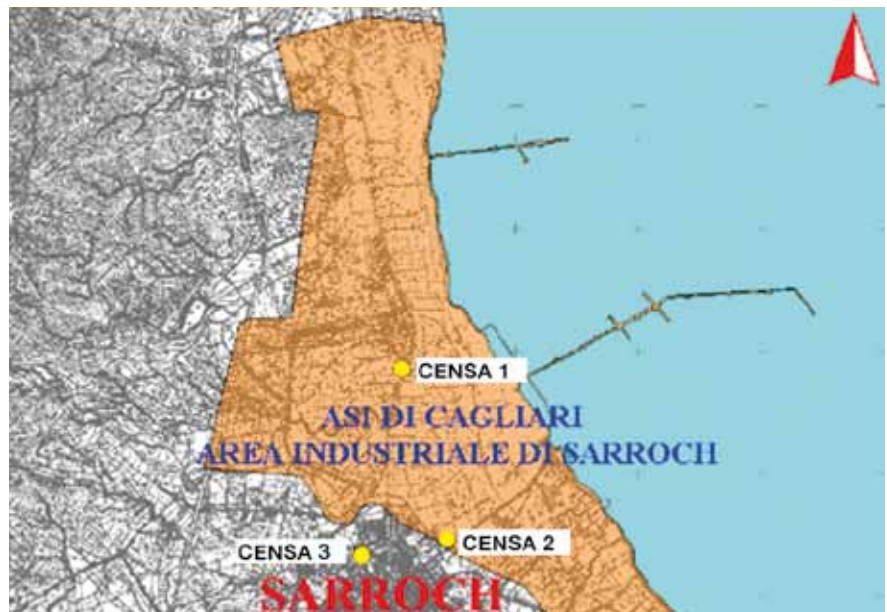 CENSA 1
ASI DI CAGLIARI
AREA INDUSTRIALE DI SARROCH
CENSA 2
CENSA 3
SARROCH